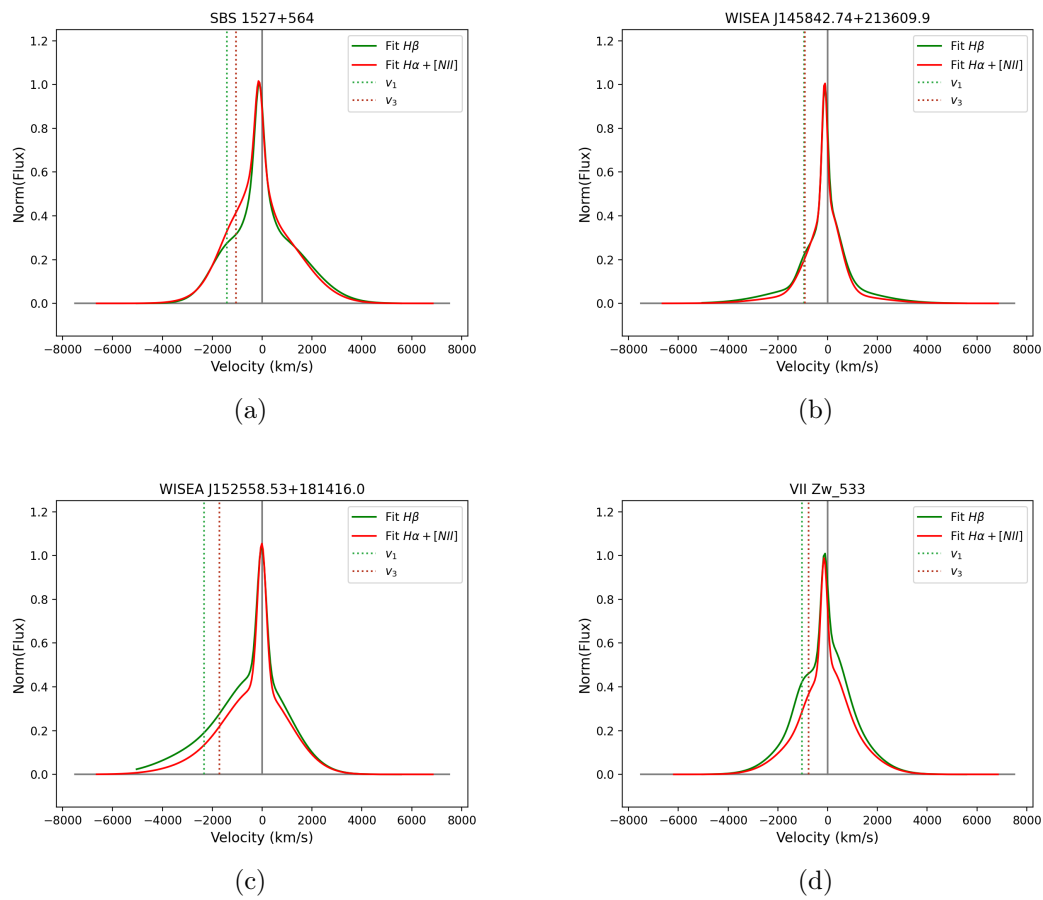 SBS 1527+564
1.2
1.0
0.8
0.6
0.4
0.2
0.0
Norm(Flux)
Fit Hβ
Fit Hα + [NII]
v₁
v₃
−8000 −6000 −4000 −2000 0 2000 4000 6000 8000
Velocity (km/s)
(a)
WISEA J145842.74+213609.9
1.2
1.0
0.8
0.6
0.4
0.2
0.0
Norm(Flux)
Fit Hβ
Fit Hα + [NII]
v₁
v₃
−8000 −6000 −4000 −2000 0 2000 4000 6000 8000
Velocity (km/s)
(b)
WISEA J152558.53+181416.0
1.2
1.0
0.8
0.6
0.4
0.2
0.0
Norm(Flux)
Fit Hβ
Fit Hα + [NII]
v₁
v₃
−8000 −6000 −4000 −2000 0 2000 4000 6000 8000
Velocity (km/s)
(c)
VII Zw_533
1.2
1.0
0.8
0.6
0.4
0.2
0.0
Norm(Flux)
Fit Hβ
Fit Hα + [NII]
v₁
v₃
−8000 −6000 −4000 −2000 0 2000 4000 6000 8000
Velocity (km/s)
(d)